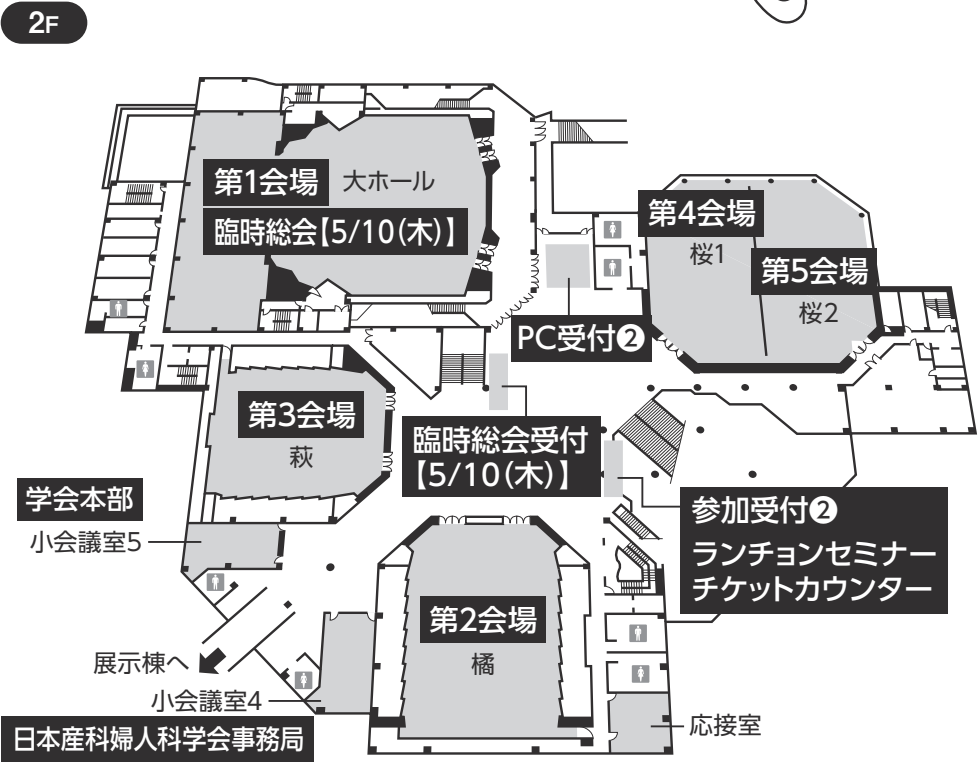 2F
第1会場
大ホール
臨時総会【5/10(木)】
第4会場
桜1
第5会場
桜2
PC受付❷
第3会場
萩
臨時総会受付
【5/10(木)】
学会本部
小会議室5
参加受付❷
ランチョンセミナー
チケットカウンター
第2会場
橘
展示棟へ
小会議室4
日本産科婦人科学会事務局
応接室